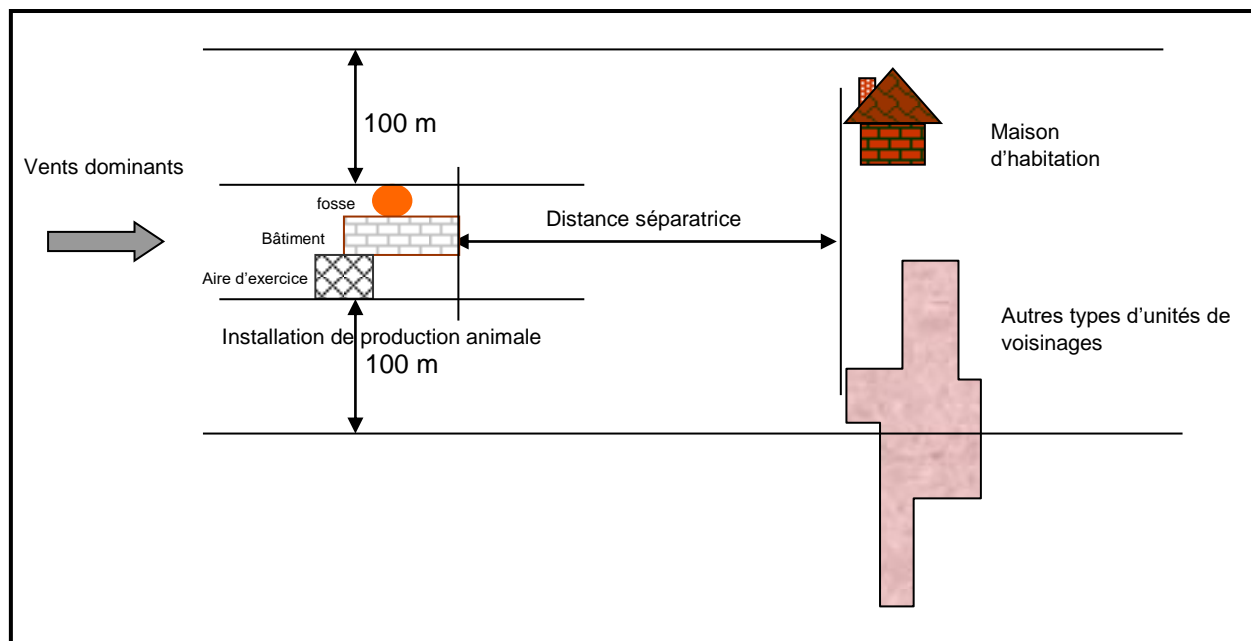 100 m
Maison
d’habitation
Vents dominants
fosse
Distance séparatrice
Bâtiment
Aire d’exercice
Autres types d’unités de
voisinages
Installation de production animale
100 m